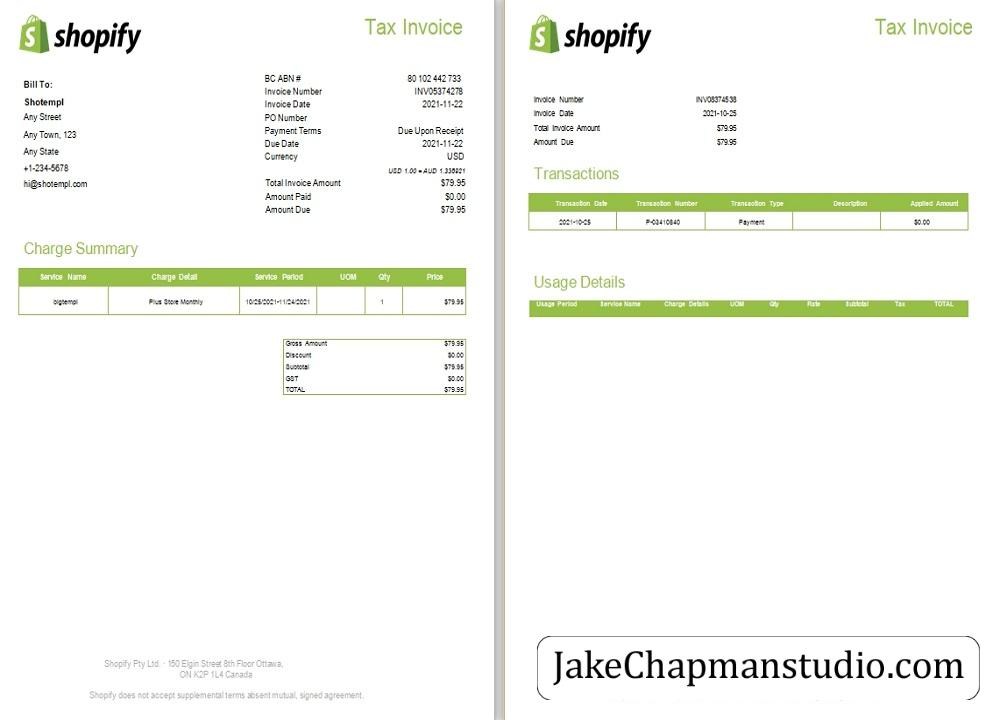 shopify
Tax Invoice
Bill To:
Shotempl
Any Street
Any Town, 123
Any State
+1-234-5678
hi@shotempl.com
BC ABN # 80 102 442 733
Invoice Number INV05374278
Invoice Date 2021-11-22
PO Number
Payment Terms Due Upon Receipt
Due Date 2021-11-22
Currency USD
USD 1.00 = AUD 1.336921
Total Invoice Amount $79.95
Amount Paid $0.00
Amount Due $79.95
Charge Summary
Service Name Charge Detail Service Period UOM Qty Price
bigtempl Plus Store Monthly 10/25/2021-11/24/2021 1 $79.95
Gross Amount $79.95
Discount $0.00
Subtotal $79.95
GST $0.00
TOTAL $79.95
Shopify Pty Ltd. · 150 Elgin Street 8th Floor Ottawa,
ON K2P 1L4 Canada
Shopify does not accept supplemental terms absent mutual, signed agreement.
shopify
Tax Invoice
Invoice Number INV08374538
Invoice Date 2021-10-25
Total Invoice Amount $79.95
Amount Due $79.95
Transactions
Transaction Date Transaction Number Transaction Type Description Applied Amount
2021-10-25 P-03410840 Payment $0.00
Usage Details
Usage Period Service Name Charge Details UOM Qty Rate Subtotal Tax TOTAL
JakeChapmanstudio.com